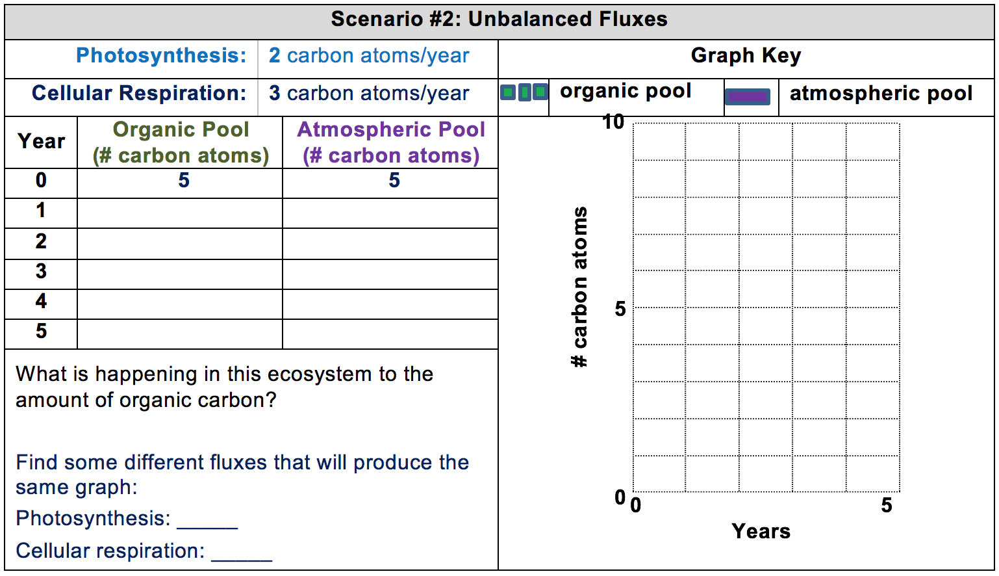 Scenario #2: Unbalanced Fluxes
Photosynthesis: 2 carbon atoms/year
Cellular Respiration: 3 carbon atoms/year
Graph Key
organic pool
atmospheric pool
Year
Organic Pool
(# carbon atoms)
Atmospheric Pool
(# carbon atoms)
0 5 5
1
2
3
4
5
What is happening in this ecosystem to the
amount of organic carbon?
Find some different fluxes that will produce the
same graph:
Photosynthesis: _____
Cellular respiration: _____
10
5
0
# carbon atoms
0 5
Years